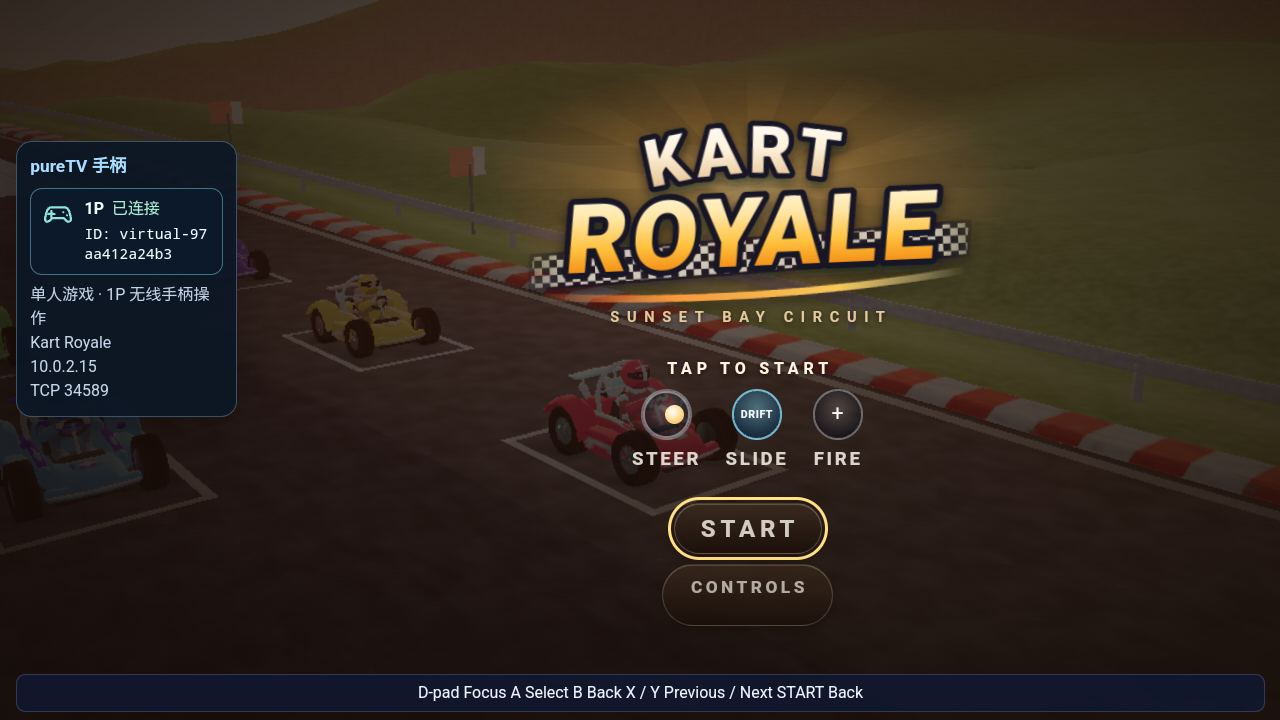 pureTV 手柄
1P 已连接
ID: virtual-97
aa412a24b3
单人游戏 · 1P 无线手柄操
作
Kart Royale
10.0.2.15
TCP 34589
KART
ROYALE
SUNSET BAY CIRCUIT
TAP TO START
DRIFT
+
STEER SLIDE FIRE
START
CONTROLS
D-pad Focus A Select B Back X / Y Previous / Next START Back